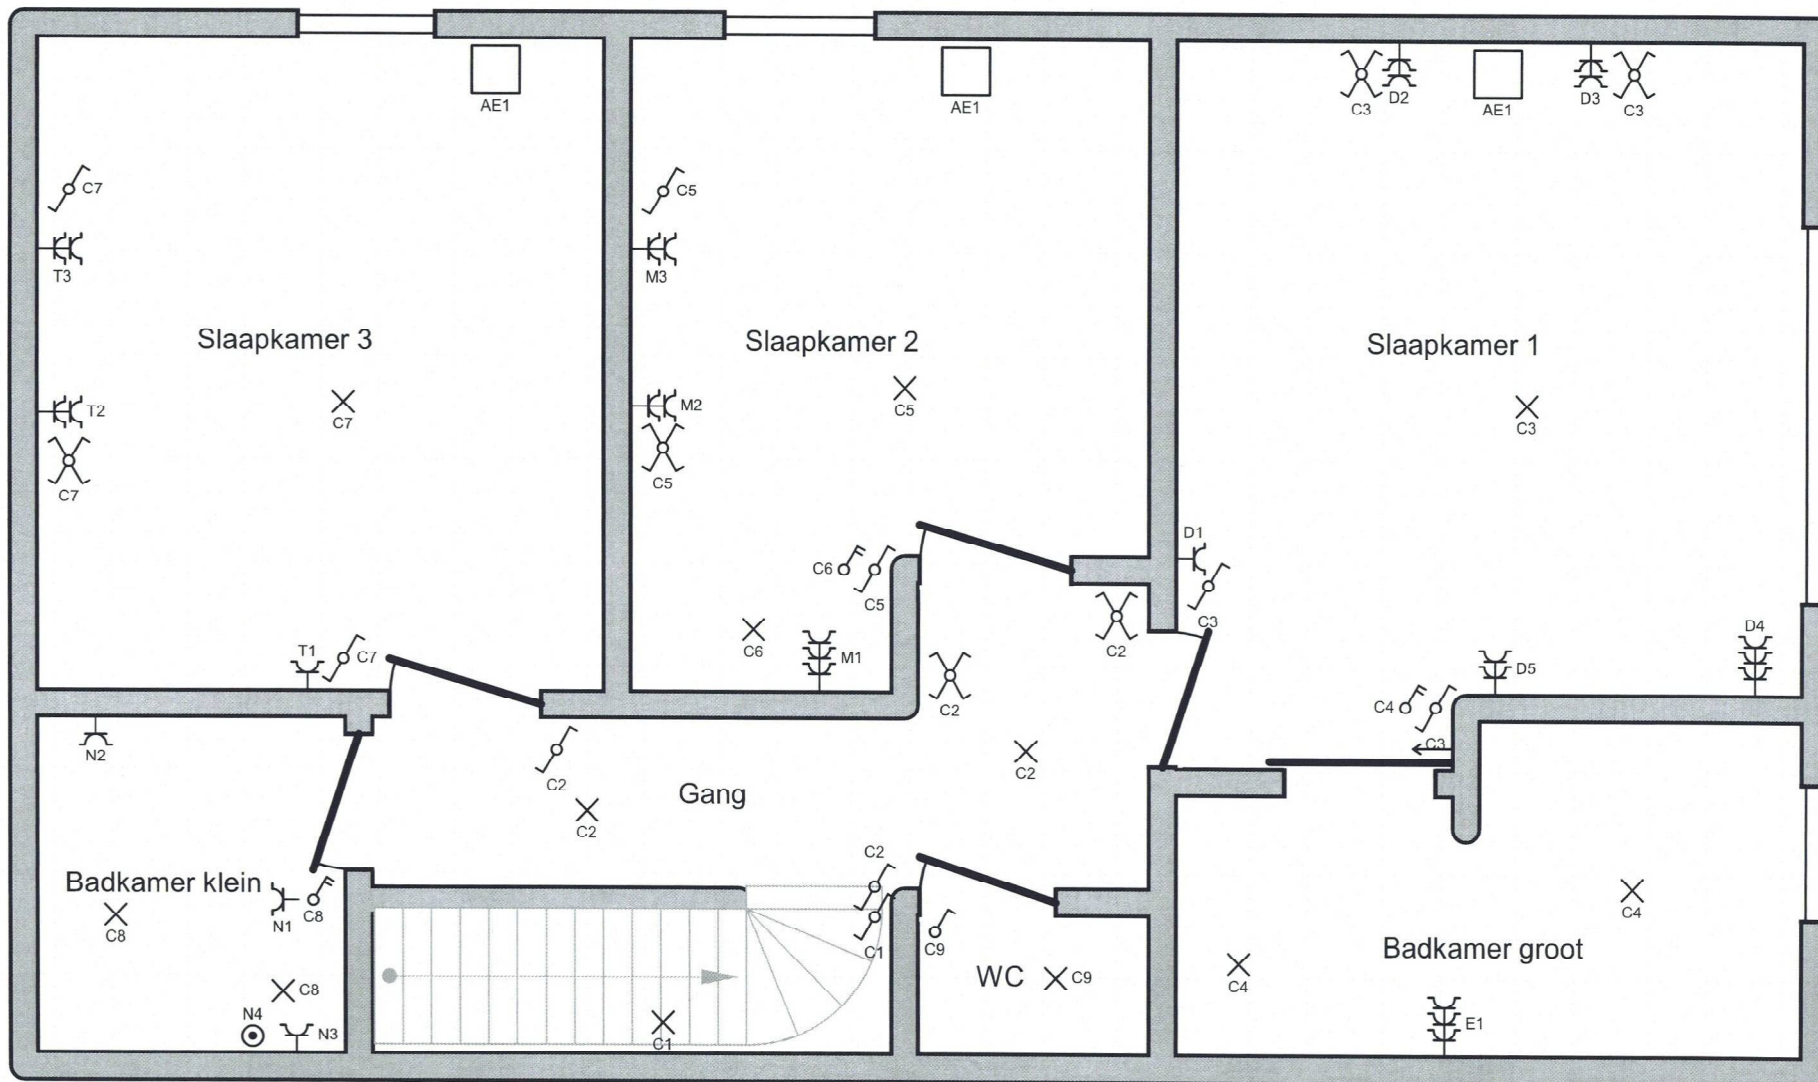 AE1
AE1
C3
D2
AE1
D3
C3
C7
C5
T3
M3
Slaapkamer 3
Slaapkamer 2
Slaapkamer 1
C7
T2
C5
M2
C3
C7
C5
D1
C6
C5
C3
C6
M1
C2
T1
C7
D4
D5
C2
C4
C3
N2
C2
C2
C2
Gang
C2
Badkamer klein
N1
C8
C8
C1
C9
C4
Badkamer groot
WC
C9
C4
C8
N4
N3
C1
E1